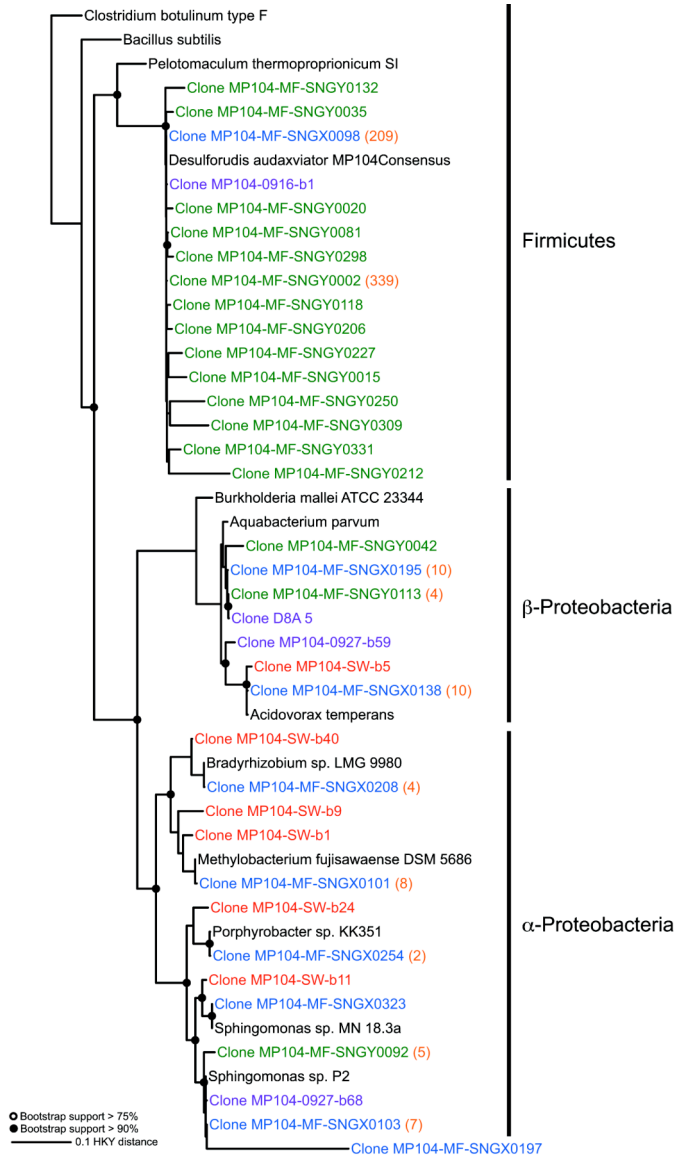 Clostridium botulinum type F
Bacillus subtilis
Pelotomaculum thermoproprionicum SI
Clone MP104-MF-SNGY0132
Clone MP104-MF-SNGY0035
Clone MP104-MF-SNGX0098 (209)
Desulforudis audaxviator MP104Consensus
Clone MP104-0916-b1
Clone MP104-MF-SNGY0020
Clone MP104-MF-SNGY0081
Firmicutes
Clone MP104-MF-SNGY0298
Clone MP104-MF-SNGY0002 (339)
Clone MP104-MF-SNGY0118
Clone MP104-MF-SNGY0206
Clone MP104-MF-SNGY0227
Clone MP104-MF-SNGY0015
Clone MP104-MF-SNGY0250
Clone MP104-MF-SNGY0309
Clone MP104-MF-SNGY0331
Clone MP104-MF-SNGY0212
Burkholderia mallei ATCC 23344
Aquabacterium parvum
Clone MP104-MF-SNGY0042
Clone MP104-MF-SNGX0195 (10)
Clone MP104-MF-SNGY0113 (4)
β-Proteobacteria
Clone D8A 5
Clone MP104-0927-b59
Clone MP104-SW-b5
Clone MP104-MF-SNGX0138 (10)
Acidovorax temperans
Clone MP104-SW-b40
Bradyrhizobium sp. LMG 9980
Clone MP104-MF-SNGX0208 (4)
Clone MP104-SW-b9
Clone MP104-SW-b1
Methylobacterium fujisawaense DSM 5686
Clone MP104-MF-SNGX0101 (8)
Clone MP104-SW-b24
α-Proteobacteria
Porphyrobacter sp. KK351
Clone MP104-MF-SNGX0254 (2)
Clone MP104-SW-b11
Clone MP104-MF-SNGX0323
Sphingomonas sp. MN 18.3a
Clone MP104-MF-SNGY0092 (5)
Sphingomonas sp. P2
Clone MP104-0927-b68
Clone MP104-MF-SNGX0103 (7)
Clone MP104-MF-SNGX0197
Bootstrap support > 75%
Bootstrap support > 90%
0.1 HKY distance